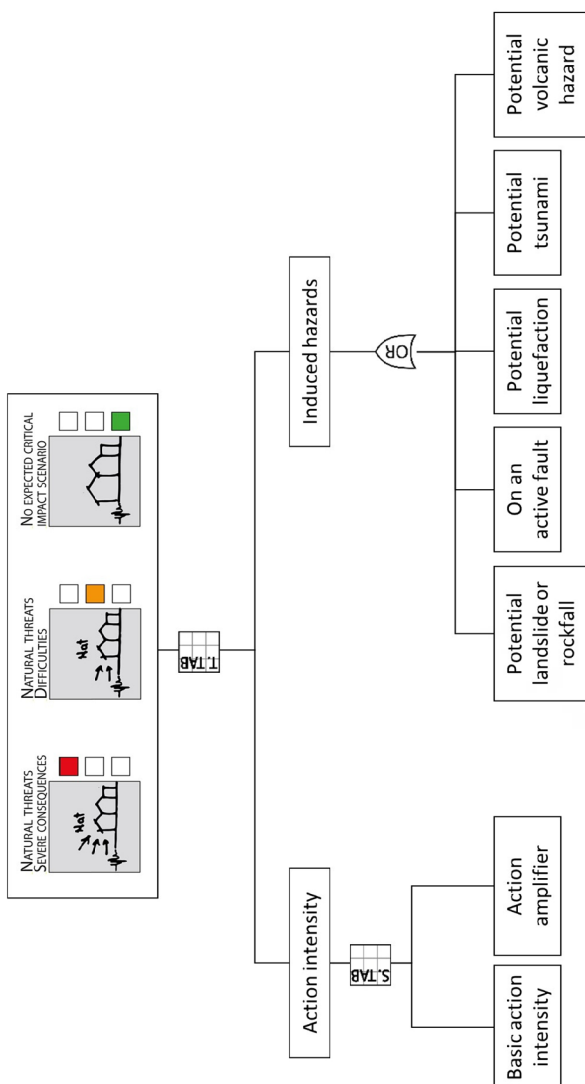 NATURAL THREATS
SEVERE CONSEQUENCES
Nat
NATURAL THREATS
DIFFICULTIES
Nat
NO EXPECTED CRITICAL
IMPACT SCENARIO
T.TAB
Action intensity
Induced hazards
S.TAB
OR
Basic action
intensity
Action
amplifier
Potential
landslide or
rockfall
On an
active fault
Potential
liquefaction
Potential
tsunami
Potential
volcanic
hazard